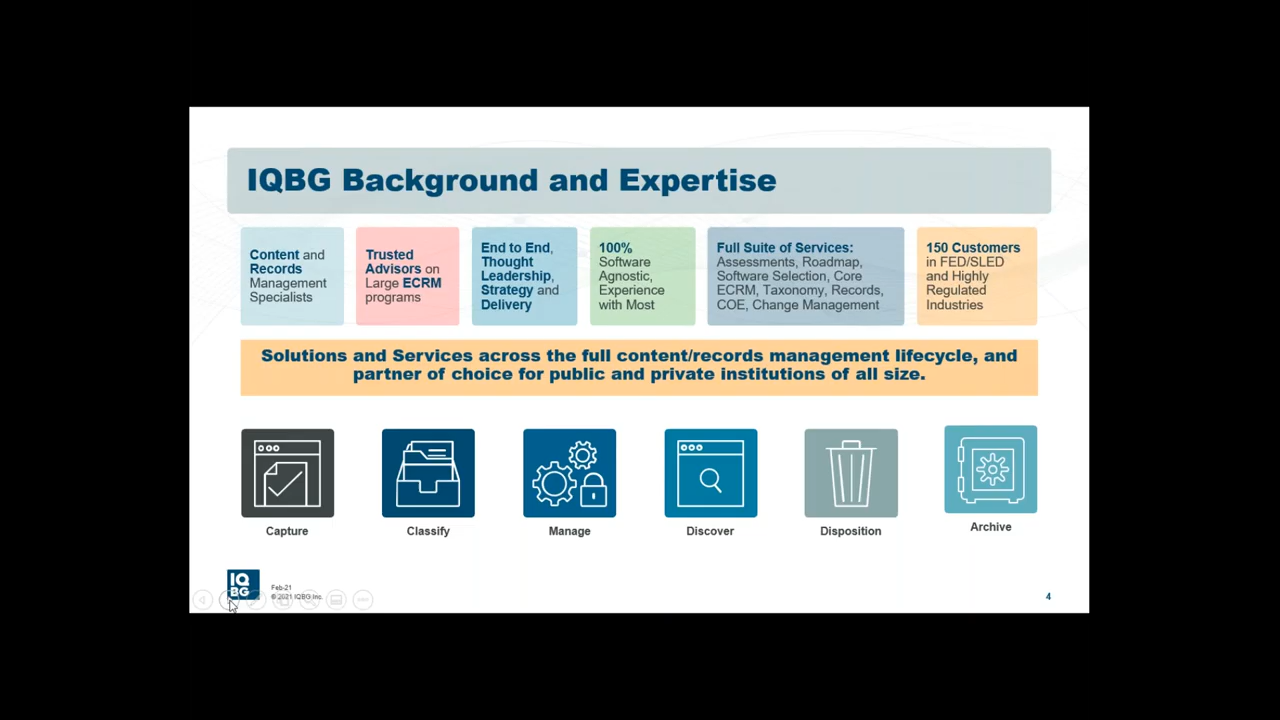 IQBG Background and Expertise
Content and
Records
Management
Specialists
Trusted
Advisors on
Large ECRM
programs
End to End,
Thought
Leadership,
Strategy and
Delivery
100%
Software
Agnostic,
Experience
with Most
Full Suite of Services:
Assessments, Roadmap,
Software Selection, Core
ECRM, Taxonomy, Records,
COE, Change Management
150 Customers
in FED/SLED
and Highly
Regulated
Industries
Solutions and Services across the full content/records management lifecycle, and
partner of choice for public and private institutions of all size.
Capture
Classify
Manage
Discover
Disposition
Archive
IQ
BG
Feb-21
© 2021 IQBG Inc.
4